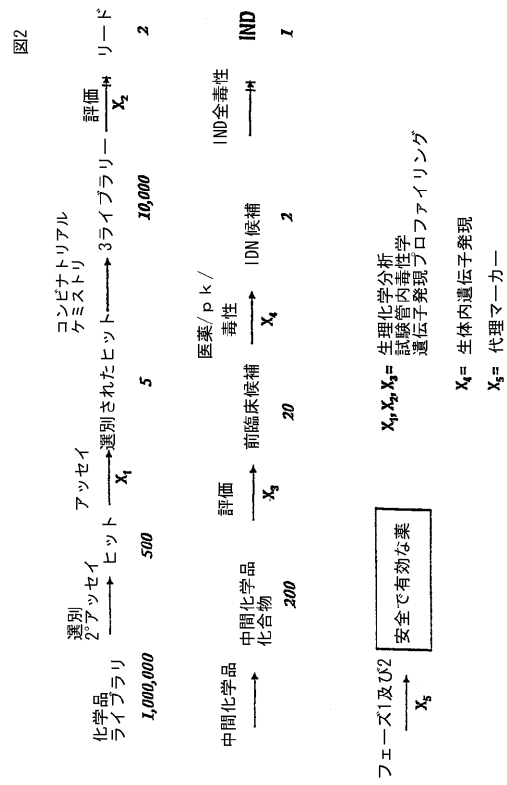 図2
化学品
ライブラリ
1,000,000
選別
2°アッセイ
ヒット
500
アッセイ
X₁
選別されたヒット
5
コンビナトリアル
ケミストリ
3ライブラリー
10,000
評価
X₂
リード
2
中間化学品
中間化学品
化合物
200
評価
X₃
前臨床候補
20
医薬/pk/
毒性
X₄
IDN候補
2
IND全毒性
IND
1
フェーズ1及び2
X₅
安全で有効な薬
X₁,X₂,X₃= 生理化学分析
試験管内毒性学
遺伝子発現プロファイリング
X₄= 生体内遺伝子発現
X₅= 代理マーカー